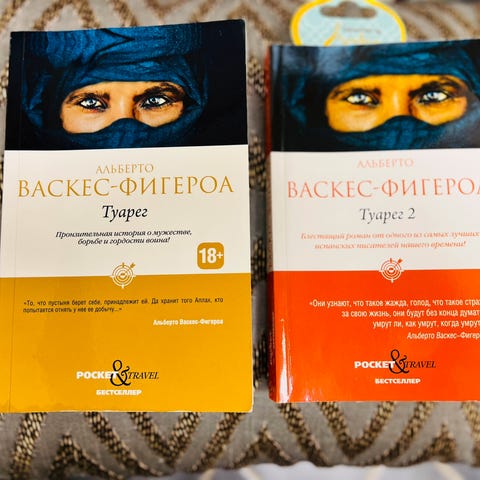 АЛЬБЕРТО
ВАСКЕС-ФИГЕРОА
Туарег
Пронзительная история о мужестве,
борьбе и гордости воина!
18+
«То, что пустыня берет себе, принадлежит ей. Да хранит того Аллах, кто
попытается отнять у нее ее добычу...»
Альберто Васкес-Фигероа
POCKET & TRAVEL
БЕСТСЕЛЛЕР
АЛЬБЕРТО
ВАСКЕС-ФИГЕРОА
Туарег 2
Блестящий роман от одного из самых лучших
испанских писателей нашего времени!
«Они узнают, что такое жажда, голод, что такое стра
за свою жизнь, они будут без конца думат
умрут ли, как умрут, когда умрут
Альберто Васкес-Фигеро
POCKET & TRAVEL
БЕСТСЕЛЛЕР